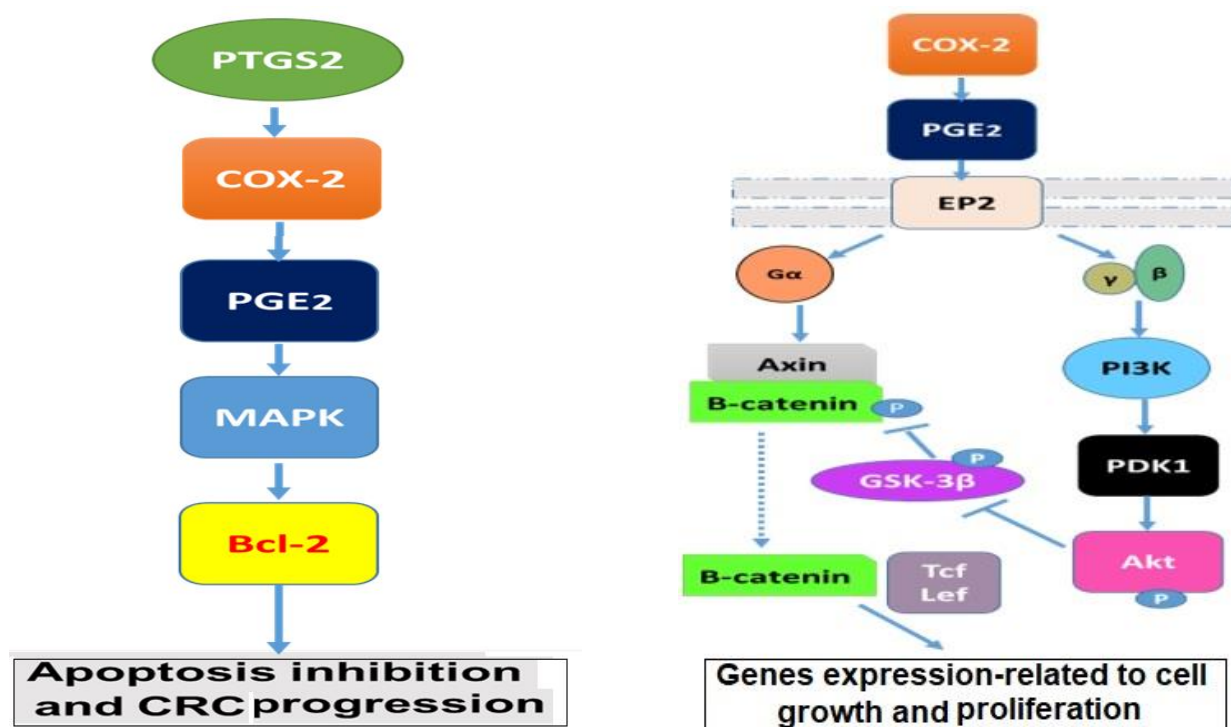 PTGS2
COX-2
PGE2
MAPK
Bcl-2
Apoptosis inhibition
and CRC progression
COX-2
PGE2
EP2
Gα
γ
β
Axin
B-catenin
P
PI3K
P
GSK-3β
PDK1
Akt
P
B-catenin
Tcf
Lef
Genes expression-related to cell
growth and proliferation